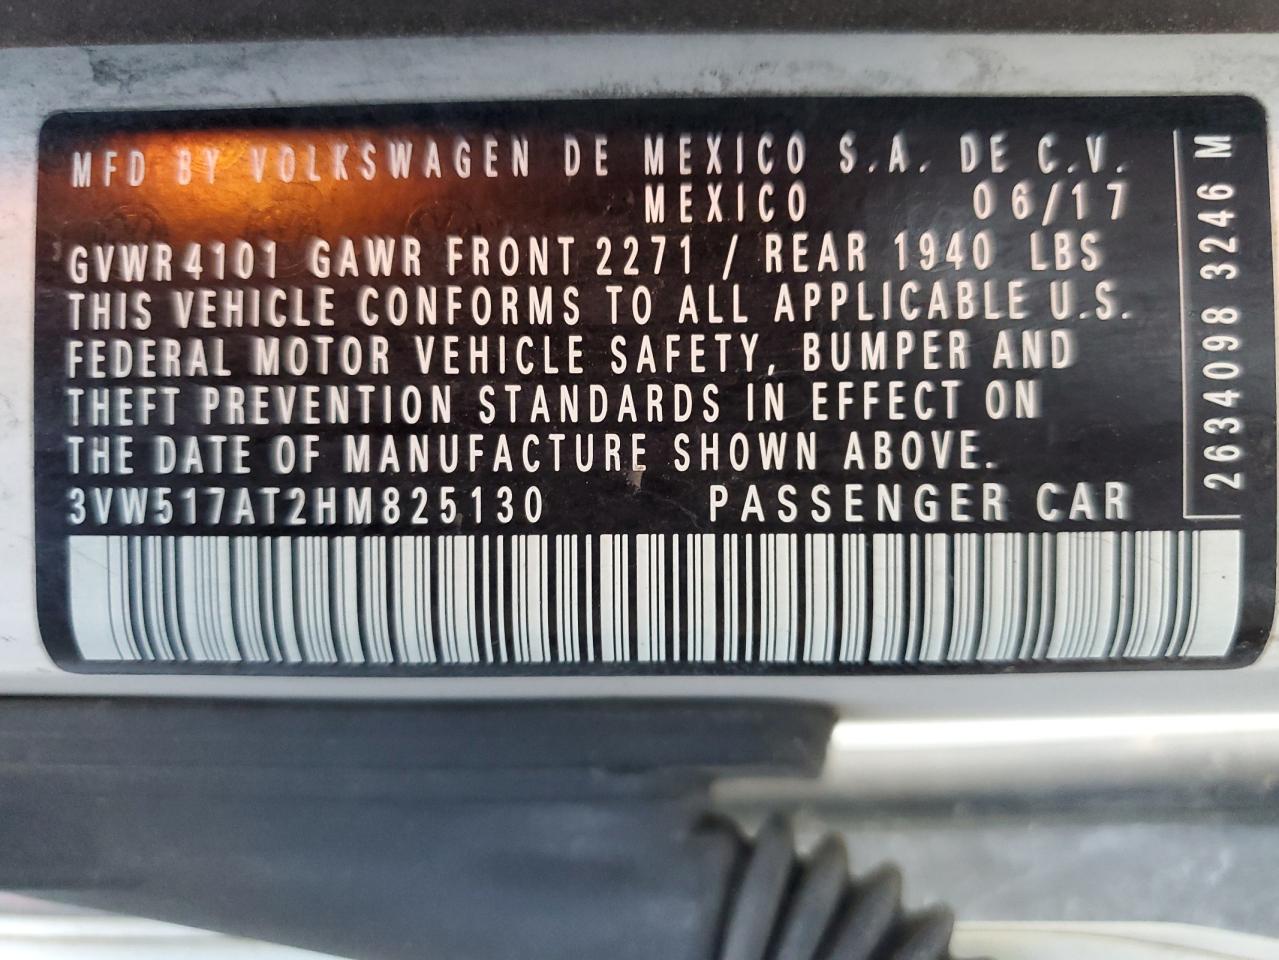 MFD BY VOLKSWAGEN DE MEXICO S.A. DE C.V.
MEXICO 06/17
GVWR4101 GAWR FRONT 2271 / REAR 1940 LBS
THIS VEHICLE CONFORMS TO ALL APPLICABLE U.S.
FEDERAL MOTOR VEHICLE SAFETY, BUMPER AND
THEFT PREVENTION STANDARDS IN EFFECT ON
THE DATE OF MANUFACTURE SHOWN ABOVE.
3VW517AT2HM825130 PASSENGER CAR
2634098 3246 M